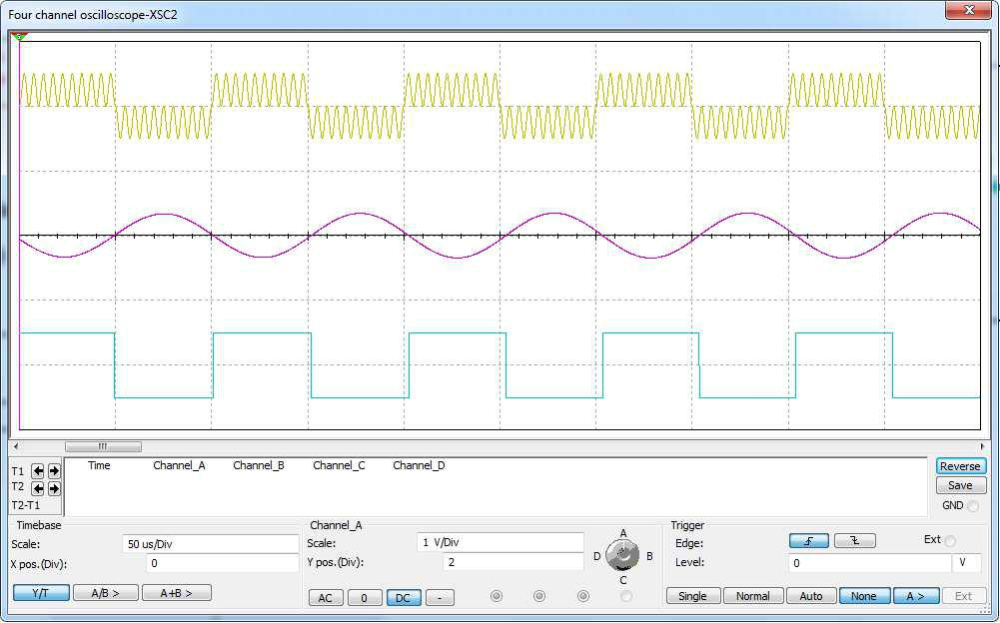 Four channel oscilloscope-XSC2
Time Channel_A Channel_B Channel_C Channel_D
T1
T2
T2-T1
Reverse
Save
GND
Timebase
Scale: 50 us/Div
X pos.(Div): 0
Y/T A/B > A+B >
Channel_A
Scale: 1 V/Div
Y pos.(Div): 2
AC 0 DC -
A
D B
C
Trigger
Edge: Ext
Level: 0 V
Single Normal Auto None A > Ext